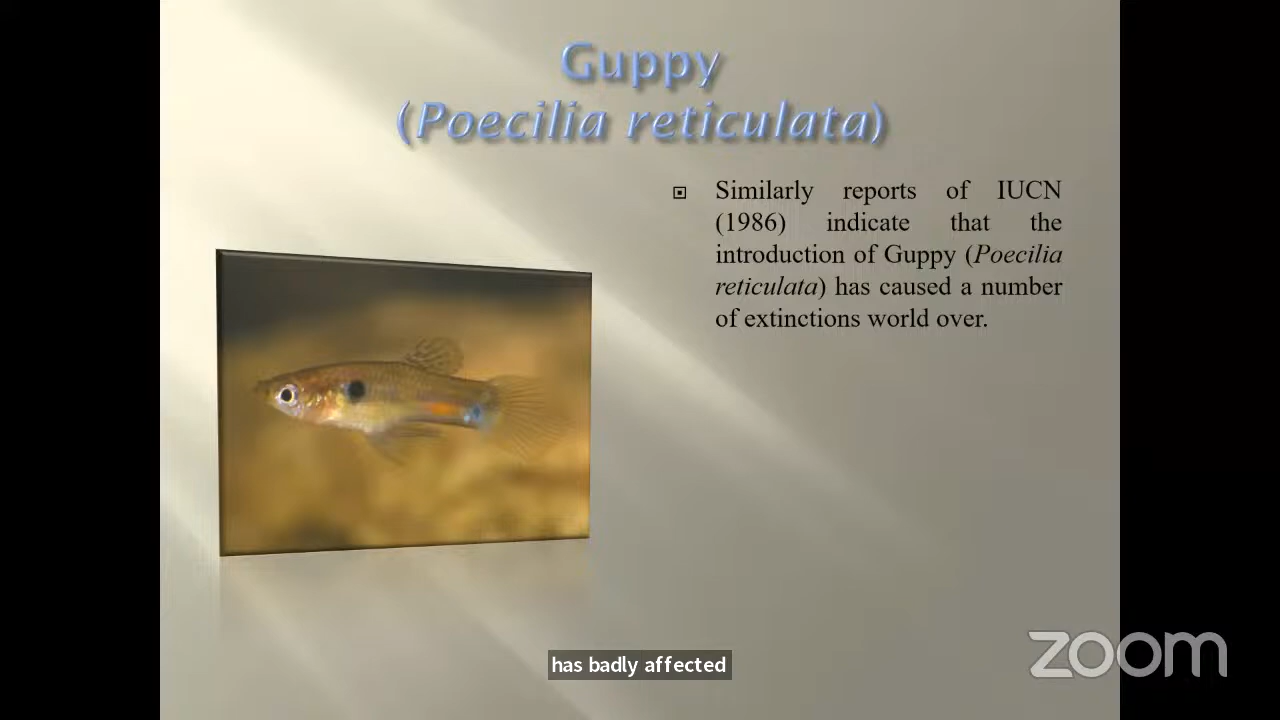 Guppy
(Poecilia reticulata)
Similarly reports of IUCN
(1986) indicate that the
introduction of Guppy (Poecilia
reticulata) has caused a number
of extinctions world over.
has badly affected
zoom